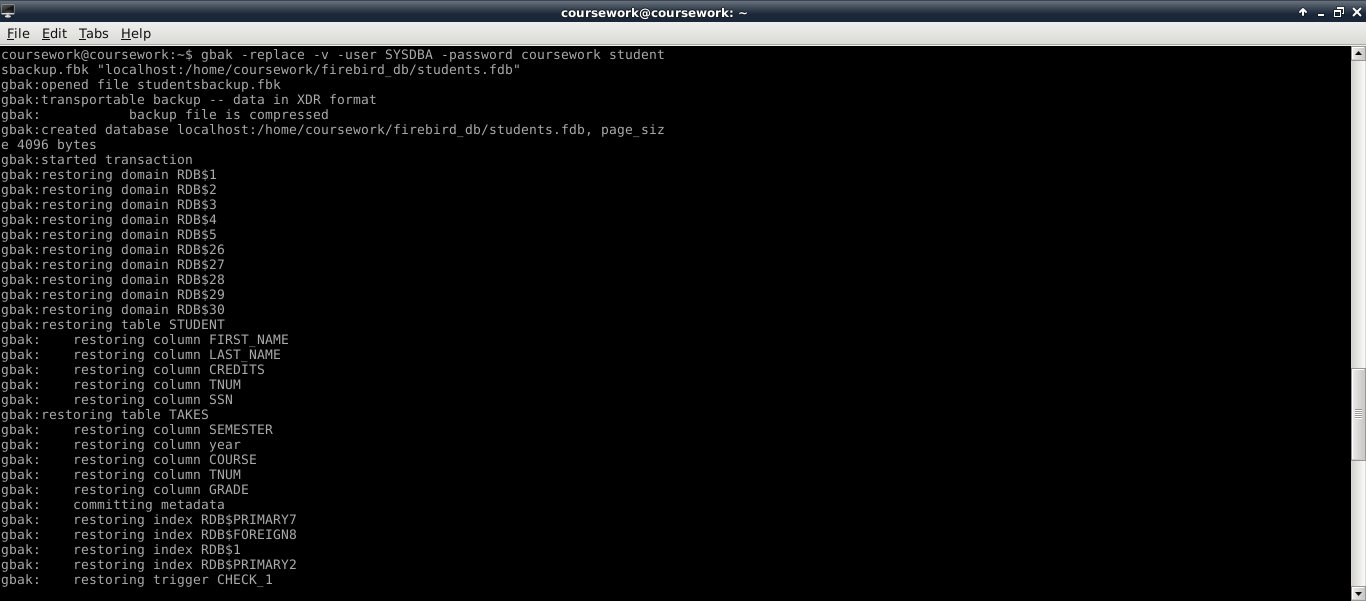 coursework@coursework: ~
File Edit Tabs Help
coursework@coursework:~$ gbak -replace -v -user SYSDBA -password coursework student
sbackup.fbk "localhost:/home/coursework/firebird_db/students.fdb"
gbak:opened file studentsbackup.fbk
gbak:transportable backup -- data in XDR format
gbak:           backup file is compressed
gbak:created database localhost:/home/coursework/firebird_db/students.fdb, page_siz
e 4096 bytes
gbak:started transaction
gbak:restoring domain RDB$1
gbak:restoring domain RDB$2
gbak:restoring domain RDB$3
gbak:restoring domain RDB$4
gbak:restoring domain RDB$5
gbak:restoring domain RDB$26
gbak:restoring domain RDB$27
gbak:restoring domain RDB$28
gbak:restoring domain RDB$29
gbak:restoring domain RDB$30
gbak:restoring table STUDENT
gbak:    restoring column FIRST_NAME
gbak:    restoring column LAST_NAME
gbak:    restoring column CREDITS
gbak:    restoring column TNUM
gbak:    restoring column SSN
gbak:restoring table TAKES
gbak:    restoring column SEMESTER
gbak:    restoring column year
gbak:    restoring column COURSE
gbak:    restoring column TNUM
gbak:    restoring column GRADE
gbak:    committing metadata
gbak:    restoring index RDB$PRIMARY7
gbak:    restoring index RDB$FOREIGN8
gbak:    restoring index RDB$1
gbak:    restoring index RDB$PRIMARY2
gbak:    restoring trigger CHECK_1